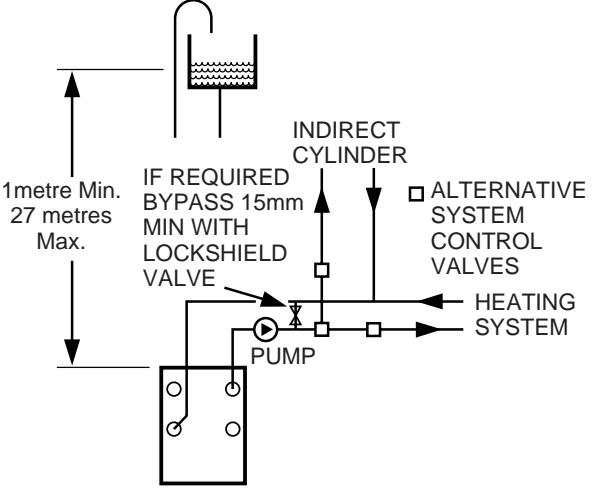 INDIRECT
CYLINDER
1metre Min.
27 metres
Max.
IF REQUIRED
BYPASS 15mm
MIN WITH
LOCKSHIELD
VALVE
ALTERNATIVE
SYSTEM
CONTROL
VALVES
HEATING
SYSTEM
PUMP